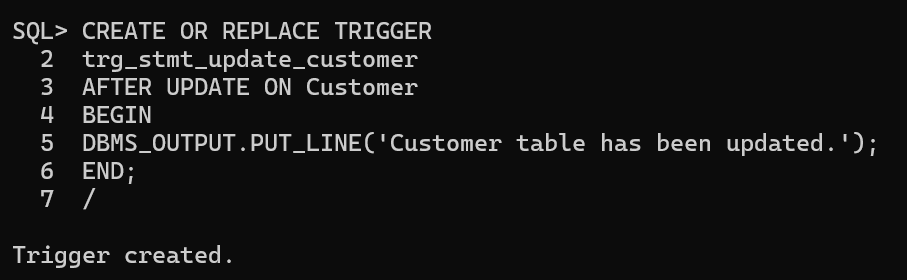 SQL> CREATE OR REPLACE TRIGGER
  2  trg_stmt_update_customer
  3  AFTER UPDATE ON Customer
  4  BEGIN
  5  DBMS_OUTPUT.PUT_LINE('Customer table has been updated.');
  6  END;
  7  /

Trigger created.